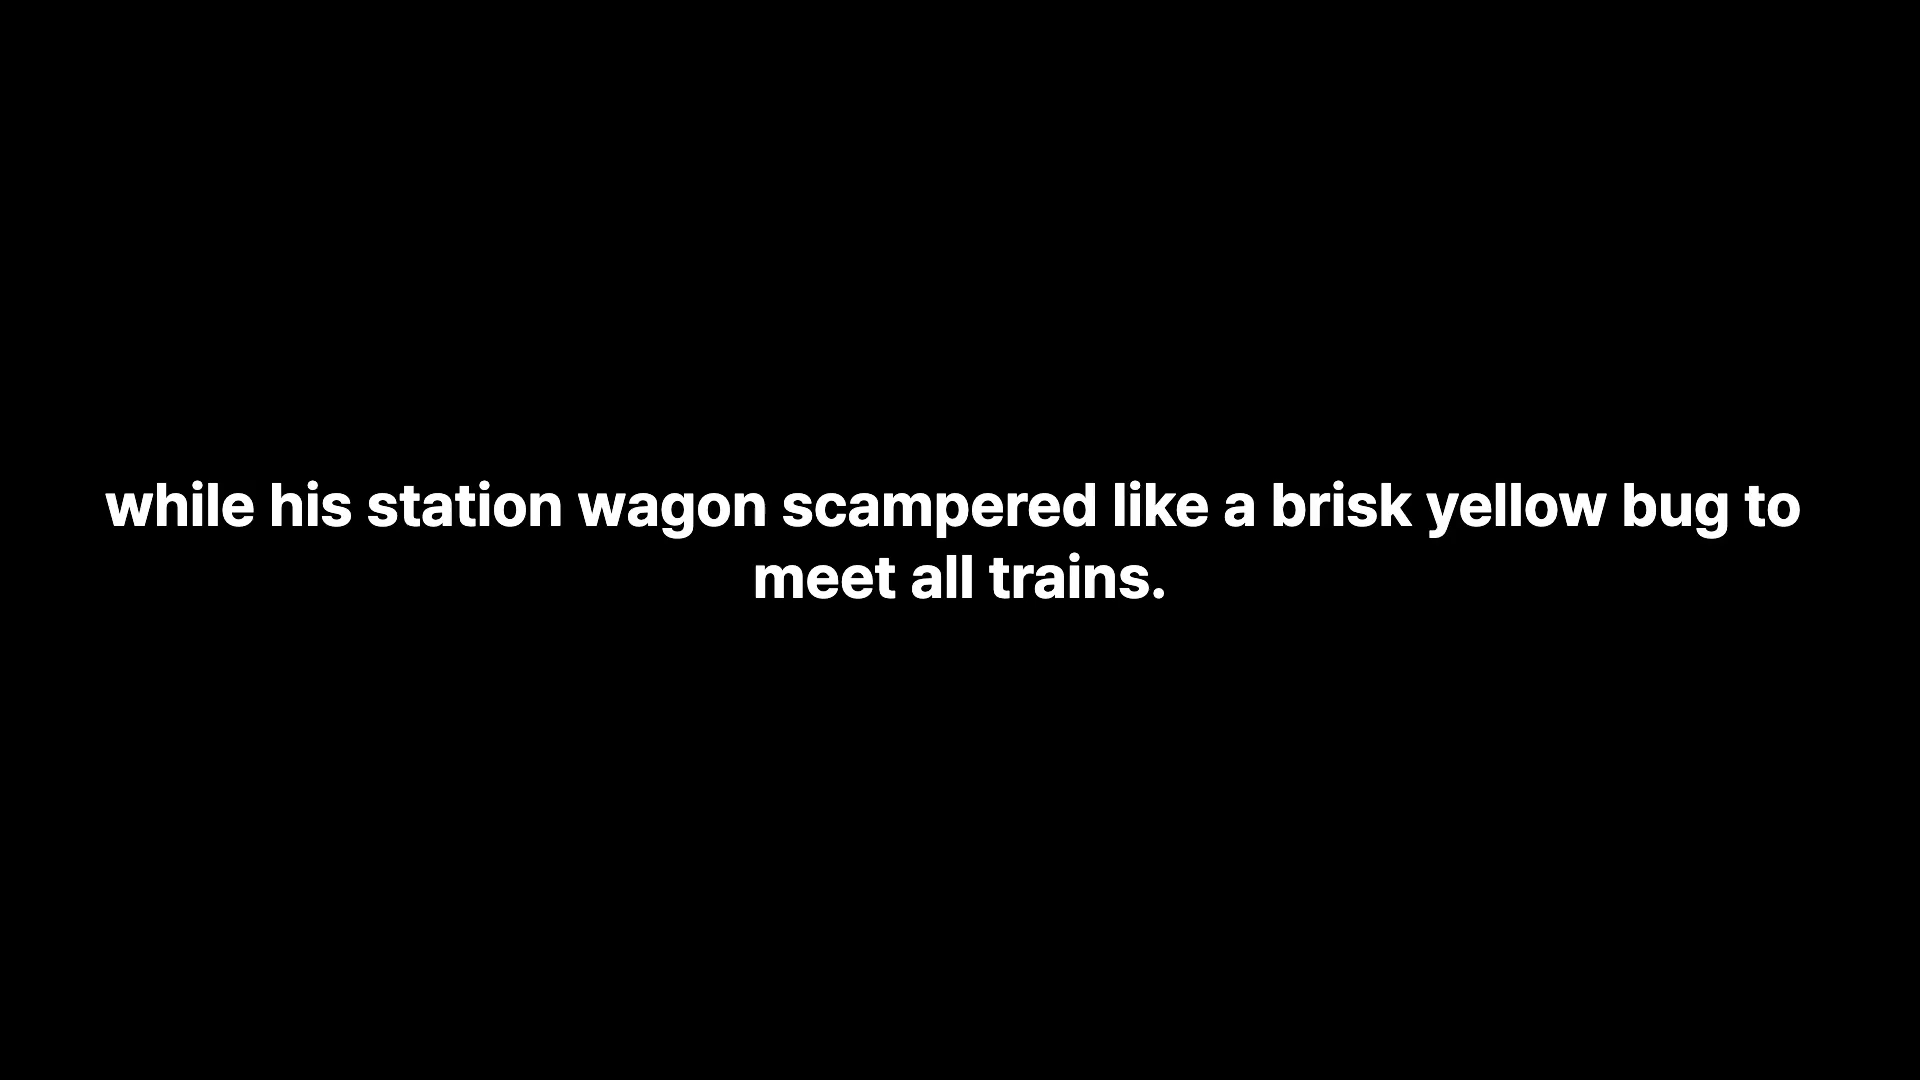 while his station wagon scampered like a brisk yellow bug to
meet all trains.